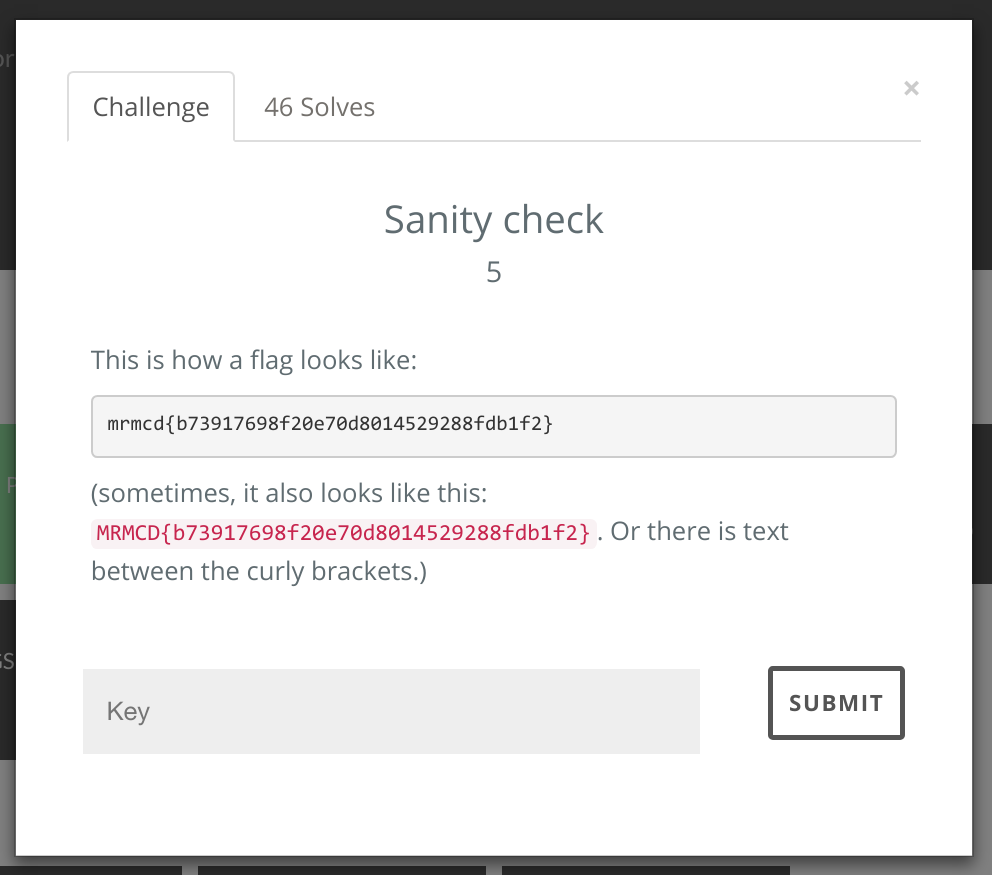 Challenge
46 Solves
×
Sanity check
5
This is how a flag looks like:
mrmcd{b73917698f20e70d8014529288fdb1f2}
(sometimes, it also looks like this:
MRMCD{b73917698f20e70d8014529288fdb1f2}. Or there is text
between the curly brackets.)
Key
SUBMIT